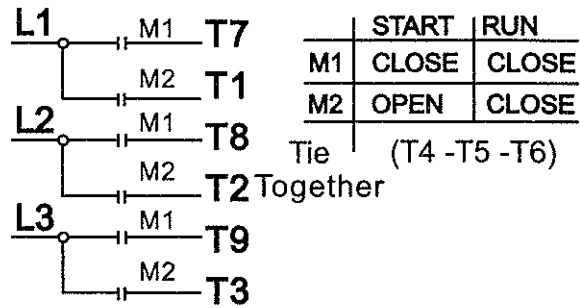 L1 M1 T7
M2 T1
L2 M1 T8
M2 T2 Together
L3 M1 T9
M2 T3
START RUN
M1 CLOSE CLOSE
M2 OPEN CLOSE
Tie (T4 -T5 -T6)